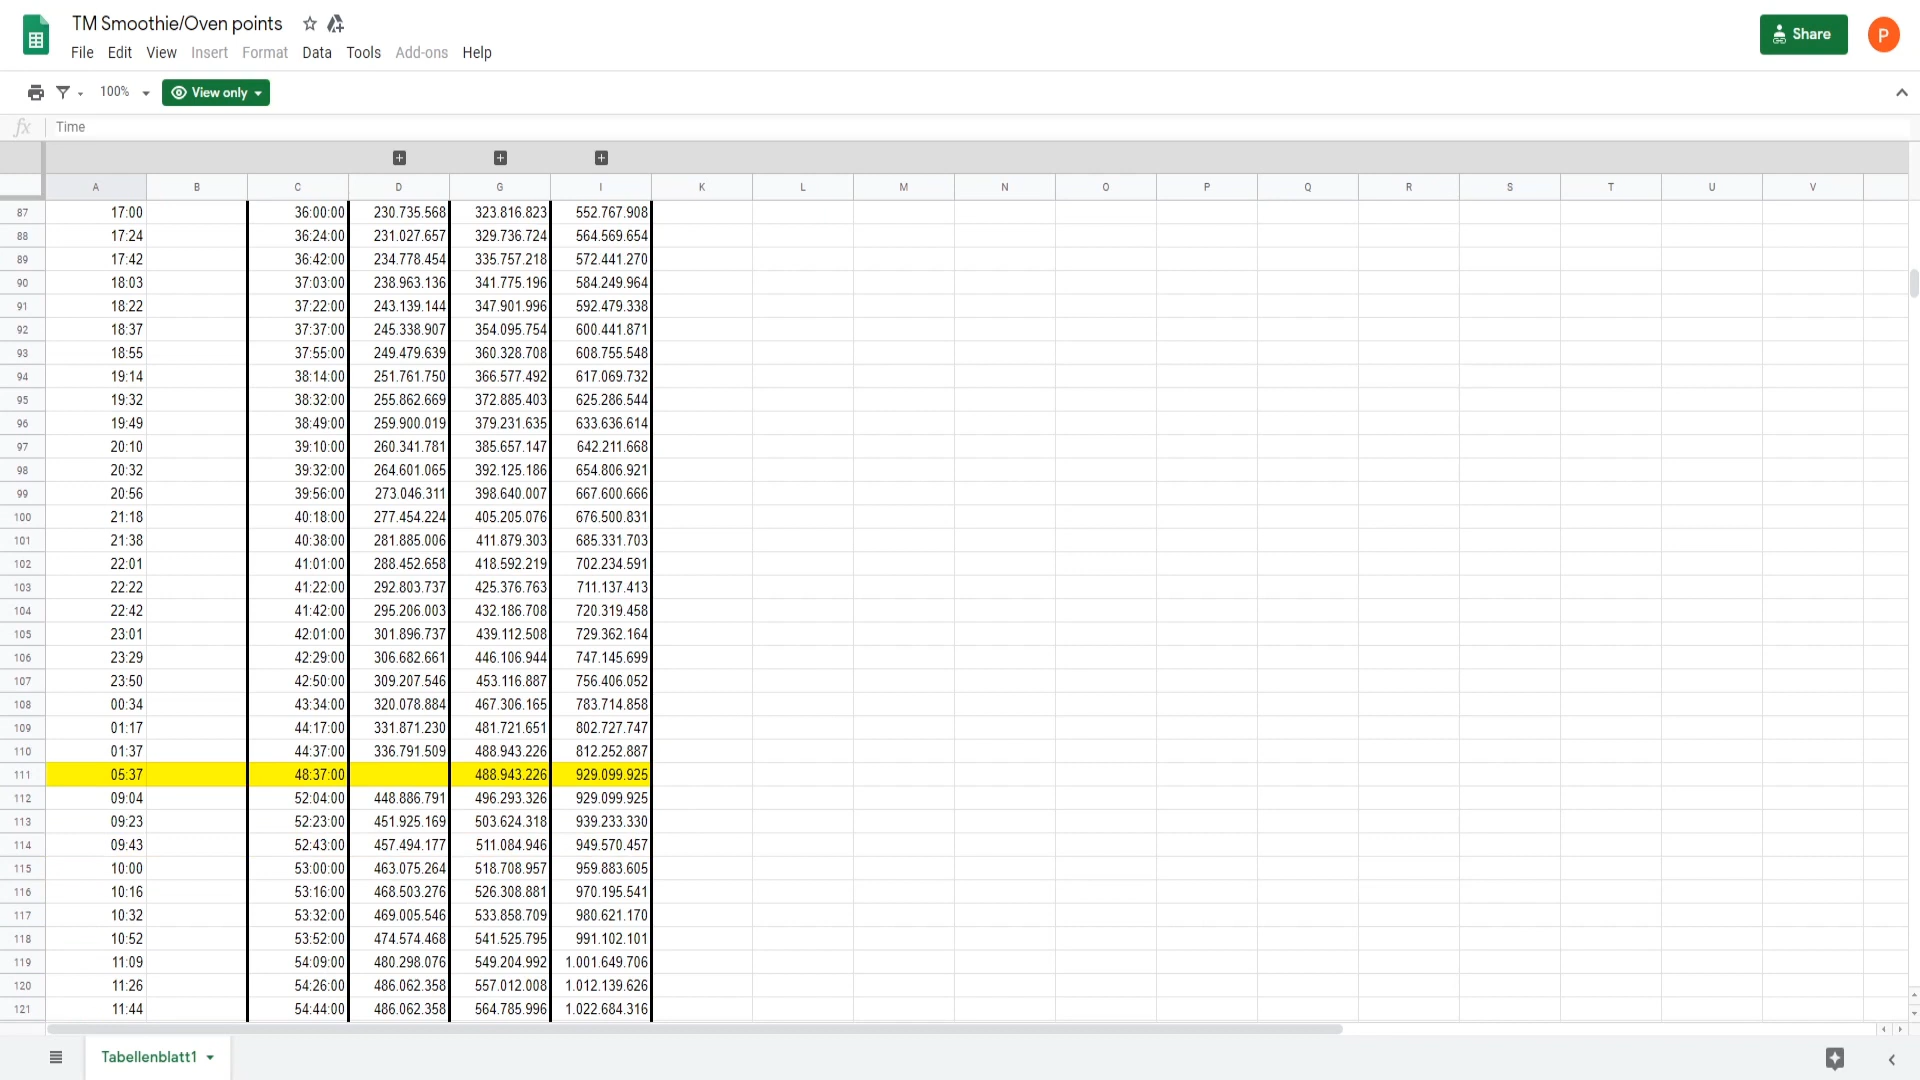 TM Smoothie/Oven points
File Edit View Insert Format Data Tools Add-ons Help
Share
P
100% View only
fx Time
A B C D G I K L M N O P Q R S T U V
87 17:00 36:00:00 230.735.568 323.816.823 552.767.908
88 17:24 36:24:00 231.027.657 329.736.724 564.569.654
89 17:42 36:42:00 234.778.454 335.757.218 572.441.270
90 18:03 37:03:00 238.963.136 341.775.196 584.249.964
91 18:22 37:22:00 243.139.144 347.901.996 592.479.338
92 18:37 37:37:00 245.338.907 354.095.754 600.441.871
93 18:55 37:55:00 249.479.639 360.328.708 608.755.548
94 19:14 38:14:00 251.761.750 366.577.492 617.069.732
95 19:32 38:32:00 255.862.669 372.885.403 625.286.544
96 19:49 38:49:00 259.900.019 379.231.635 633.636.614
97 20:10 39:10:00 260.341.781 385.657.147 642.211.668
98 20:32 39:32:00 264.601.065 392.125.186 654.806.921
99 20:56 39:56:00 273.046.311 398.640.007 667.600.666
100 21:18 40:18:00 277.454.224 405.205.076 676.500.831
101 21:38 40:38:00 281.885.006 411.879.303 685.331.703
102 22:01 41:01:00 288.452.658 418.592.219 702.234.591
103 22:22 41:22:00 292.803.737 425.376.763 711.137.413
104 22:42 41:42:00 295.206.003 432.186.708 720.319.458
105 23:01 42:01:00 301.896.737 439.112.508 729.362.164
106 23:29 42:29:00 306.682.661 446.106.944 747.145.699
107 23:50 42:50:00 309.207.546 453.116.887 756.406.052
108 00:34 43:34:00 320.078.884 467.306.165 783.714.858
109 01:17 44:17:00 331.871.230 481.721.651 802.727.747
110 01:37 44:37:00 336.791.509 488.943.226 812.252.887
111 05:37 48:37:00 488.943.226 929.099.925
112 09:04 52:04:00 448.886.791 496.293.326 929.099.925
113 09:23 52:23:00 451.925.169 503.624.318 939.233.330
114 09:43 52:43:00 457.494.177 511.084.946 949.570.457
115 10:00 53:00:00 463.075.264 518.708.957 959.883.605
116 10:16 53:16:00 468.503.276 526.308.881 970.195.541
117 10:32 53:32:00 469.005.546 533.858.709 980.621.170
118 10:52 53:52:00 474.574.468 541.525.795 991.102.101
119 11:09 54:09:00 480.298.076 549.204.992 1.001.649.706
120 11:26 54:26:00 486.062.358 557.012.008 1.012.139.626
121 11:44 54:44:00 486.062.358 564.785.996 1.022.684.316
Tabellenblatt1